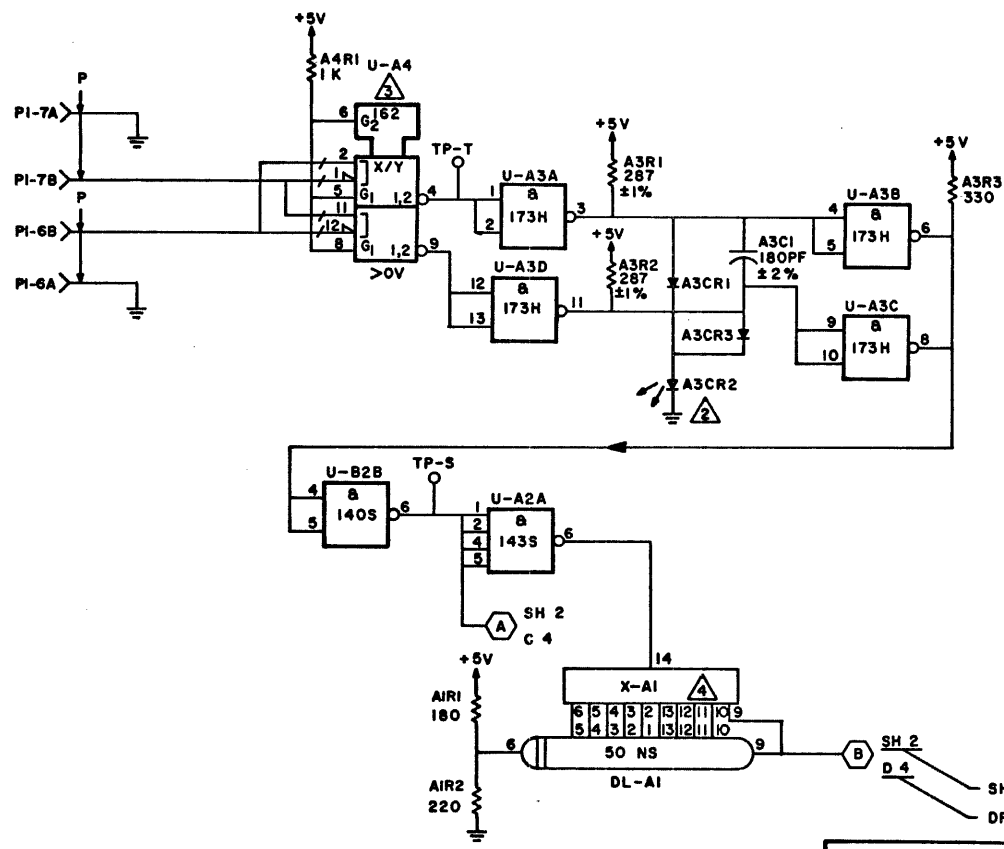 +5V
A4R1
1K
U-A4
3
P
P1-7A
6
G2
162
TP-T
+5V
A3R1
287
±1%
+5V
A3R3
330
2
X/Y
1
P1-7B
5
G1
1,2
4
U-A3A
1
&
2
173H
3
U-A3B
4
&
5
173H
6
P
P1-6B
11
12
8
G1
1,2
9
>0V
+5V
A3R2
287
±1%
A3C1
180PF
±2%
A3CR1
P1-6A
U-A3D
12
&
13
173H
11
U-A3C
9
&
10
173H
8
A3CR3
A3CR2
2
U-B2B
4
&
5
140S
6
TP-S
U-A2A
1
&
2
4
143S
5
6
A
SH 2
C 4
+5V
14
A1R1
180
X-A1
4
6 5 4 3 2 13 12 11 10 9
5 4 3 2 1 13 12 11 10
6
50 NS
9
B
SH 2
D 4
DL-A1
A1R2
220
SH
DR